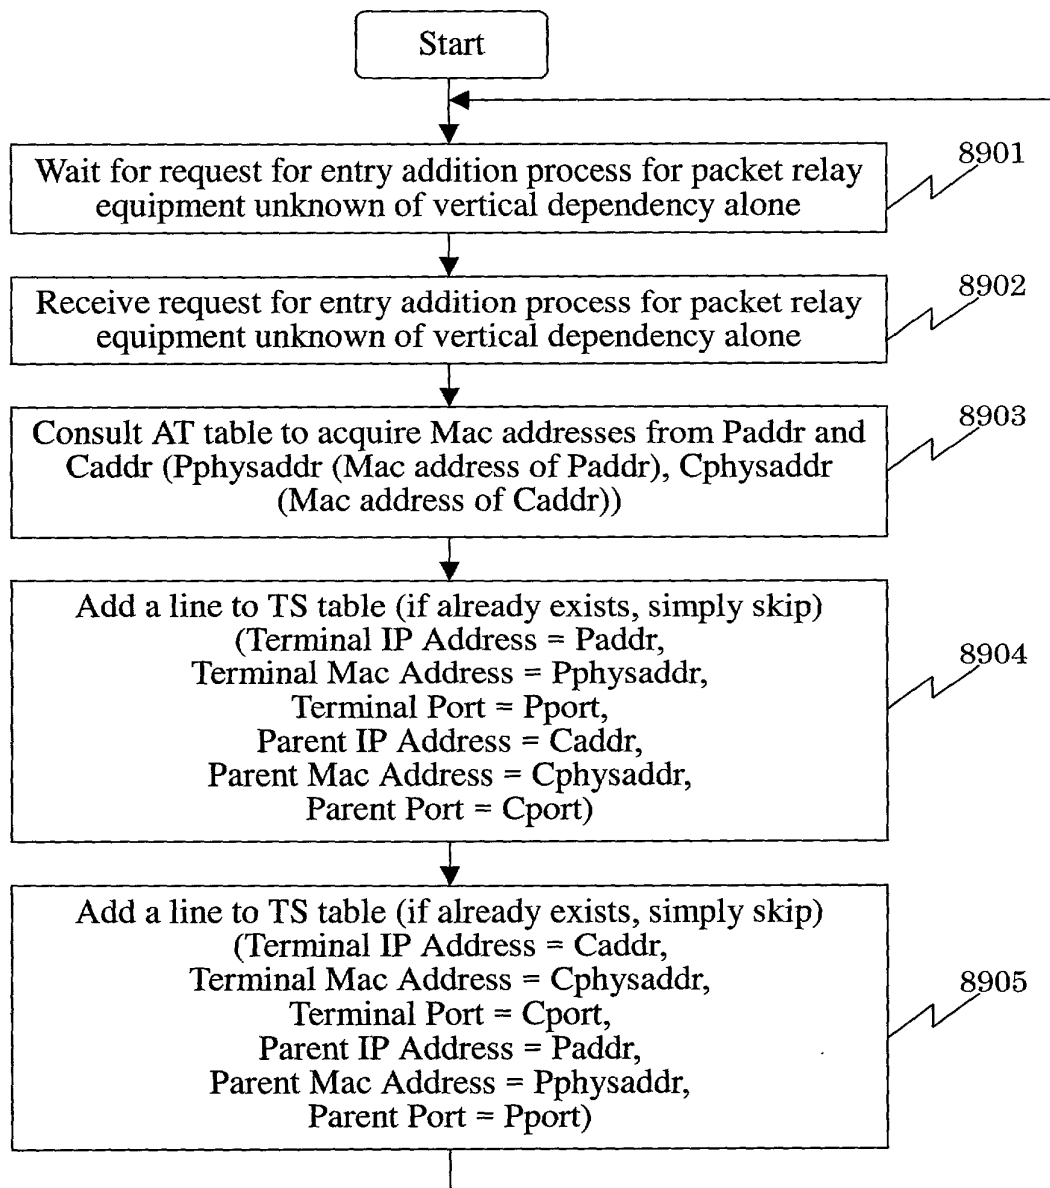 Start
Wait for request for entry addition process for packet relay
equipment unknown of vertical dependency alone
8901
Receive request for entry addition process for packet relay
equipment unknown of vertical dependency alone
8902
Consult AT table to acquire Mac addresses from Paddr and
Caddr (Pphysaddr (Mac address of Paddr), Cphysaddr
(Mac address of Caddr))
8903
Add a line to TS table (if already exists, simply skip)
(Terminal IP Address = Paddr,
Terminal Mac Address = Pphysaddr,
Terminal Port = Pport,
Parent IP Address = Caddr,
Parent Mac Address = Cphysaddr,
Parent Port = Cport)
8904
Add a line to TS table (if already exists, simply skip)
(Terminal IP Address = Caddr,
Terminal Mac Address = Cphysaddr,
Terminal Port = Cport,
Parent IP Address = Paddr,
Parent Mac Address = Pphysaddr,
Parent Port = Pport)
8905